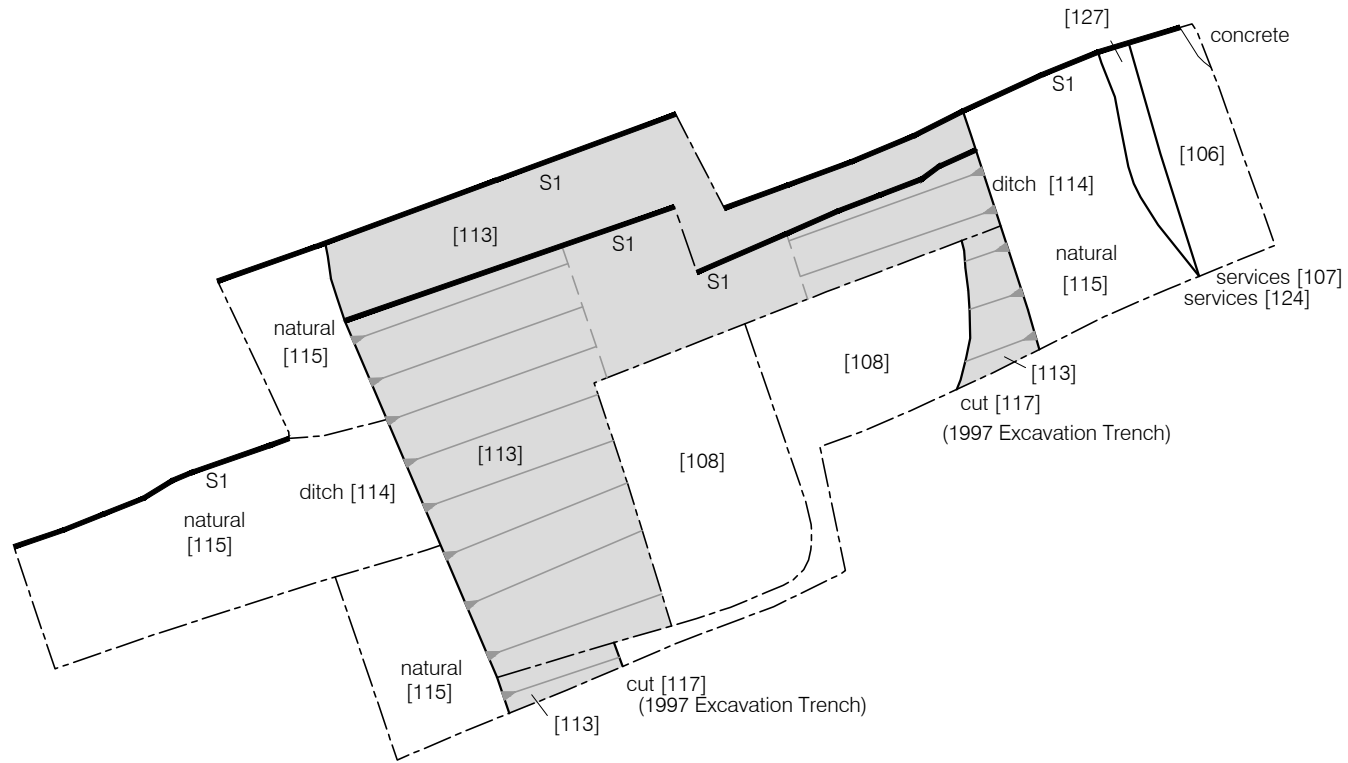 [127]
concrete
S1
[106]
S1
ditch [114]
[113]
S1
natural
[115]
S1
services [107]
services [124]
natural
[115]
[108]
[113]
cut [117]
(1997 Excavation Trench)
[113]
[108]
S1
ditch [114]
natural
[115]
natural
[115]
cut [117]
(1997 Excavation Trench)
[113]